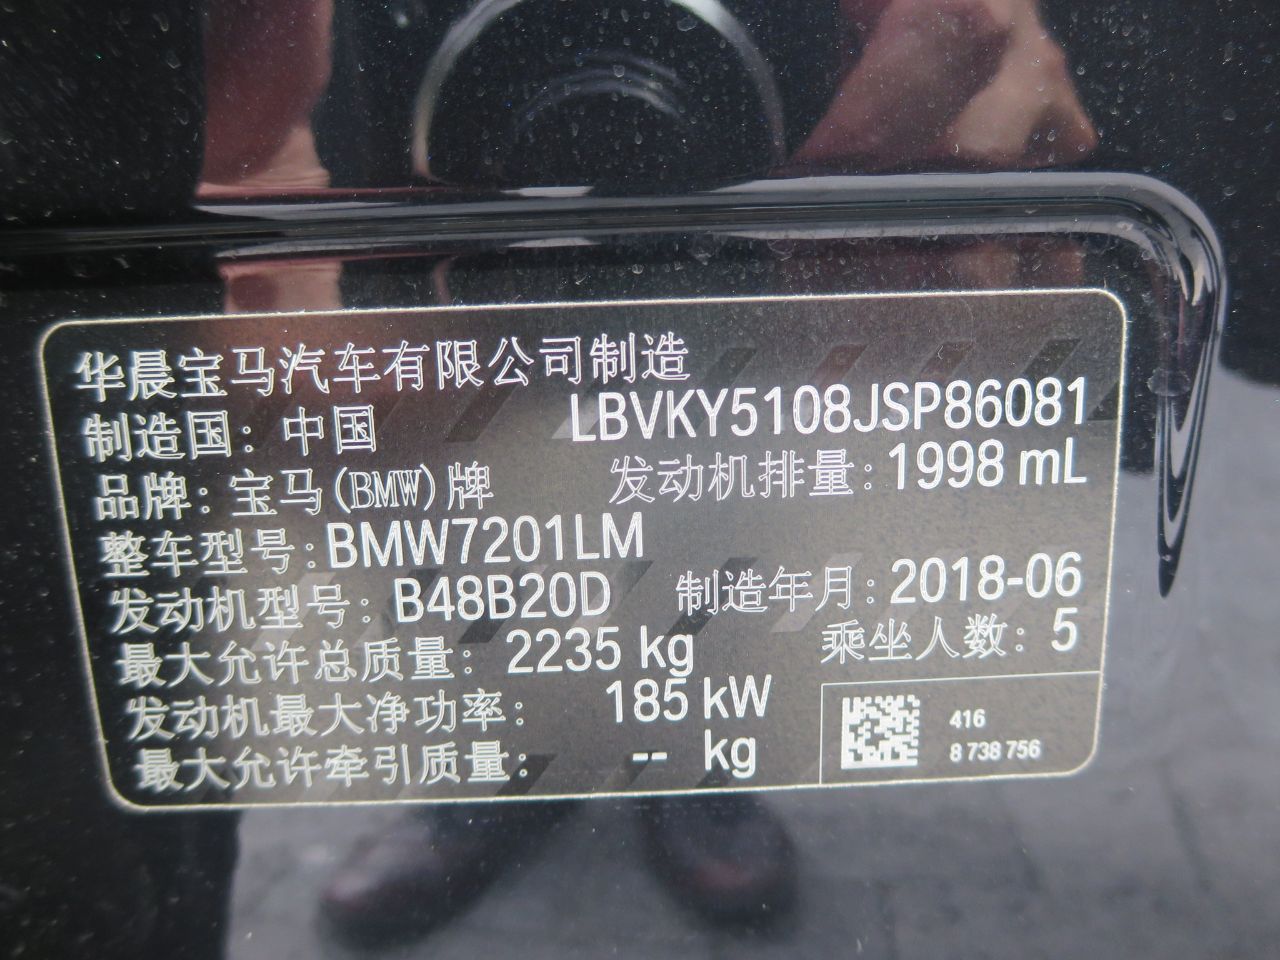 华晨宝马汽车有限公司制造
制造国：中国 LBVKY5108JSP86081
品牌：宝马(BMW)牌 发动机排量：1998 mL
整车型号：BMW7201LM
发动机型号：B48B20D 制造年月：2018-06
最大允许总质量：2235 kg 乘坐人数：5
发动机最大净功率：185 kW
最大允许牵引质量：-- kg
416
8 738 756